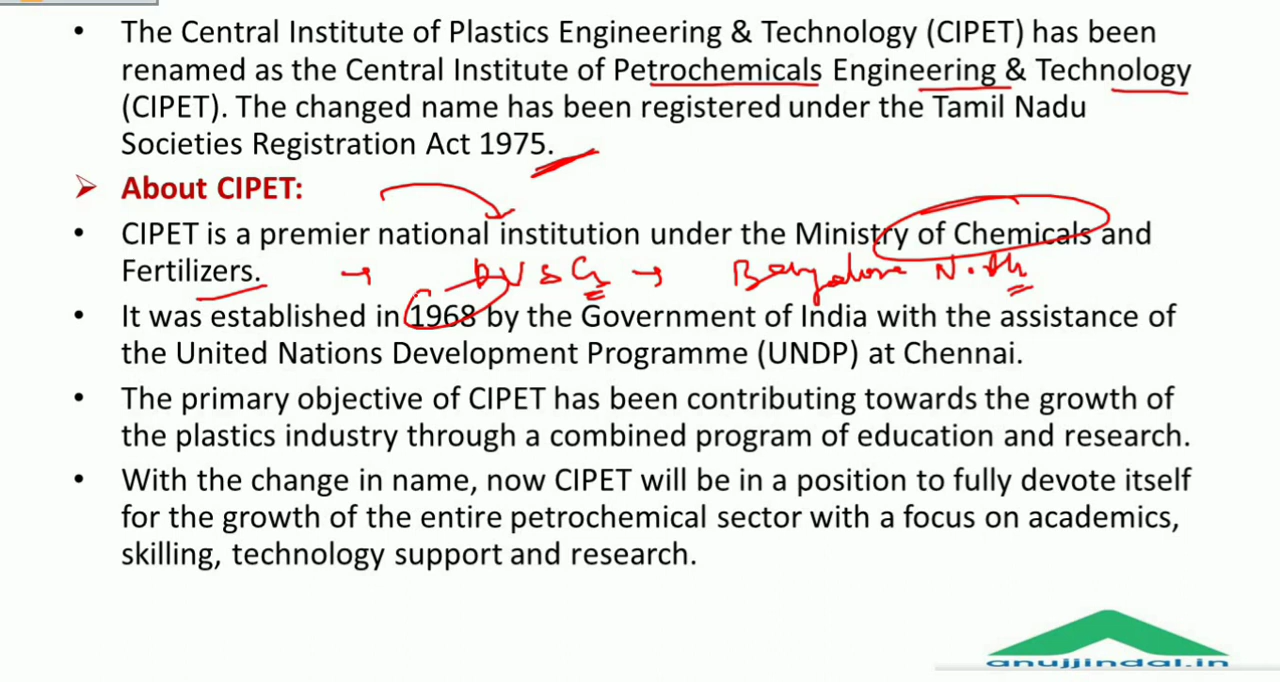 • The Central Institute of Plastics Engineering & Technology (CIPET) has been
renamed as the Central Institute of Petrochemicals Engineering & Technology
(CIPET). The changed name has been registered under the Tamil Nadu
Societies Registration Act 1975.
➢ About CIPET:
• CIPET is a premier national institution under the Ministry of Chemicals and
Fertilizers. → DVSG → Bangalore North
• It was established in 1968 by the Government of India with the assistance of
the United Nations Development Programme (UNDP) at Chennai.
• The primary objective of CIPET has been contributing towards the growth of
the plastics industry through a combined program of education and research.
• With the change in name, now CIPET will be in a position to fully devote itself
for the growth of the entire petrochemical sector with a focus on academics,
skilling, technology support and research.
anujjindal.in